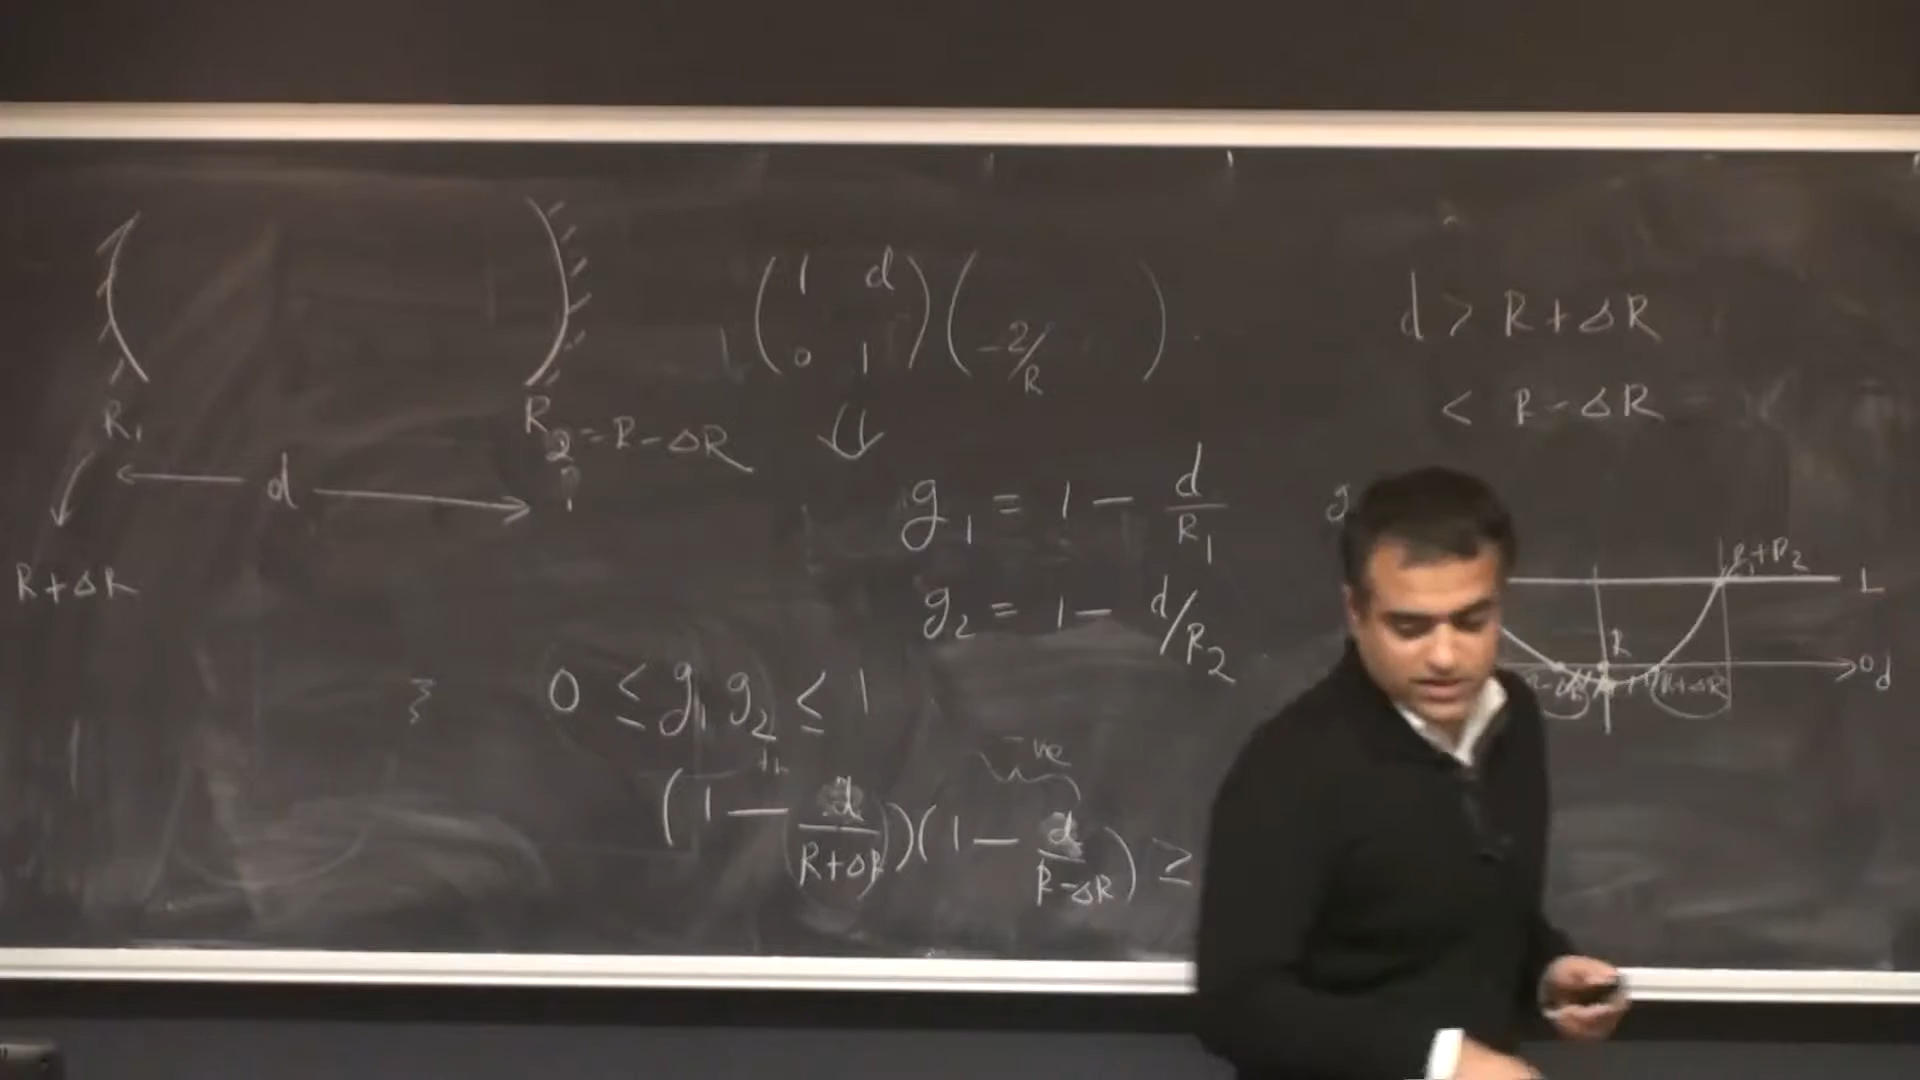 R₁
R₂ = R - ΔR
d
R + ΔR
( 1 d ) ( )
( 0 1 ) ( -2/R )
⇓
g₁ = 1 - d/R₁
g₂ = 1 - d/R₂
0 ≤ g₁ g₂ ≤ 1
-ve
(1 - d/(R+ΔR))(1 - d/(R-ΔR)) ≥
d > R + ΔR
< R - ΔR
g
R₁+R₂
R
R+ΔR
d